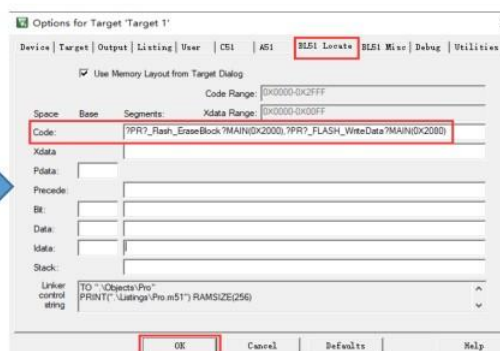 Options for Target 'Target 1'
Device | Target | Output | Listing | User | C51 | A51 | BL51 Locate | BL51 Misc | Debug | Utilities
Use Memory Layout from Target Dialog
Code Range: 0X0000-0X2FFF
Space Base Segments: Xdata Range: 0X0000-0X00FF
Code: ?PR?_Rash_EraseBlock?MAIN(0X2000),?PR?_FLASH_WriteData?MAIN(0X2080)
Xdata
Pdata:
Precede:
Bit:
Data:
Idata:
Stack:
Linker control string
TO ".\Objects\Pro"
PRINT(".\Listings\Pro.m51") RAMSIZE(256)
OK Cancel Defaults Help